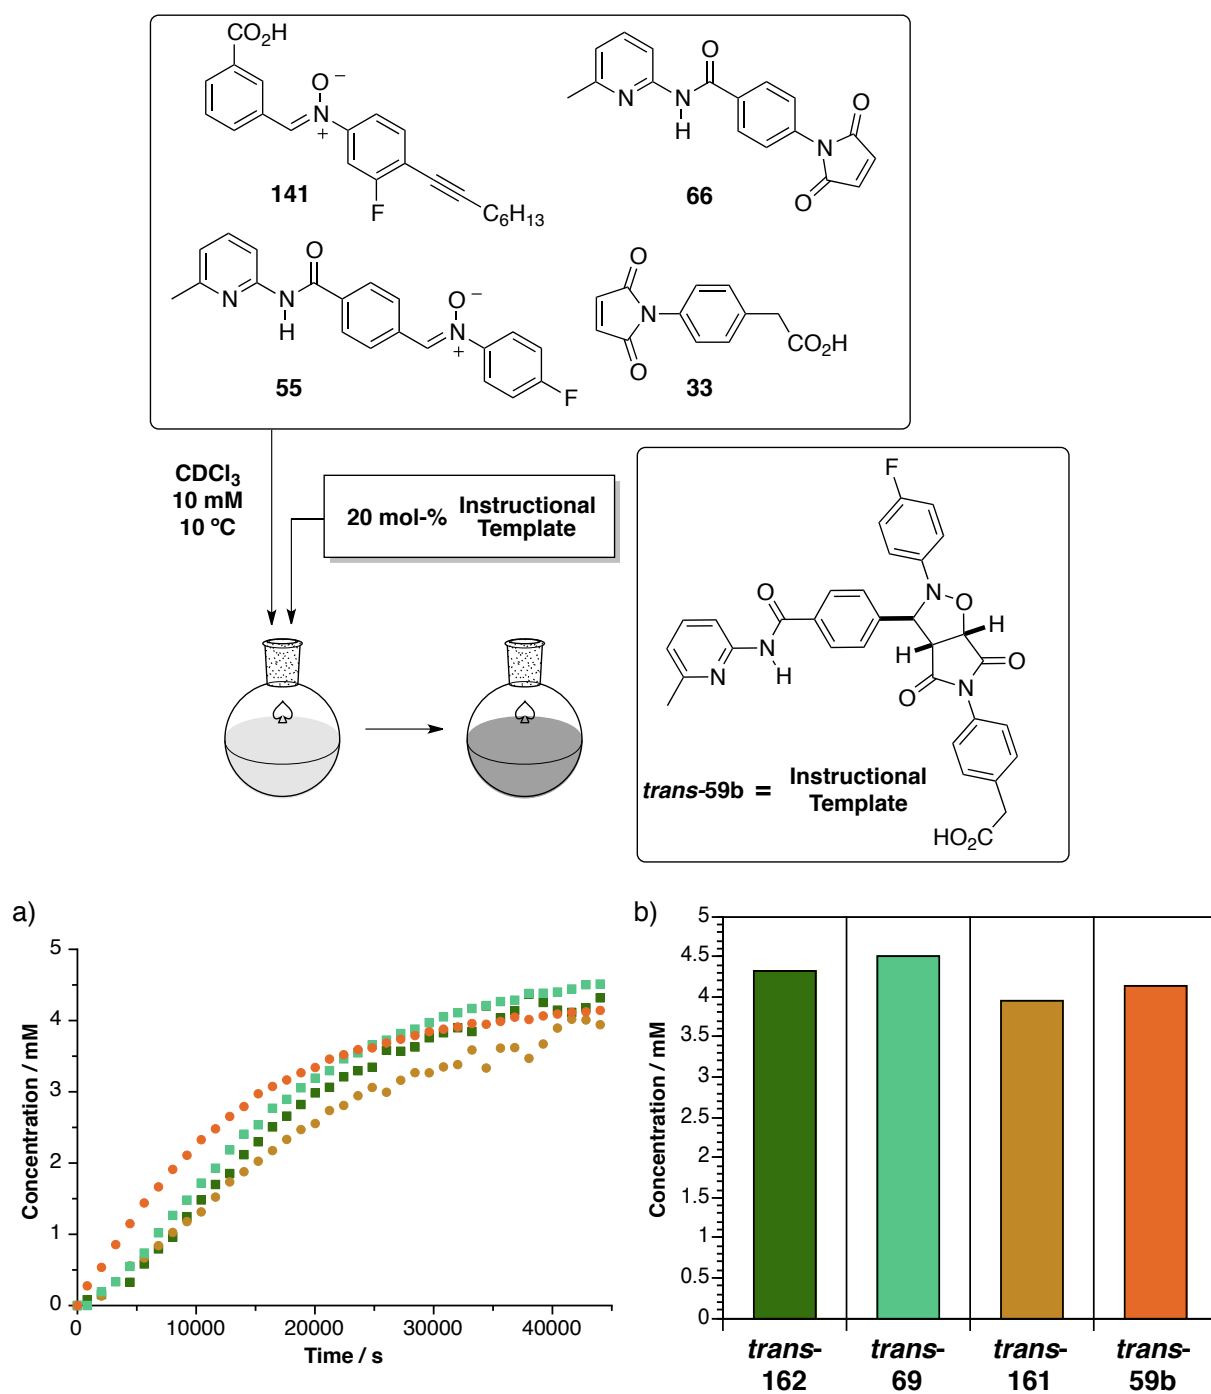 CO2H
O −
N
+
F
C6H13
141
O
N
N
H
O
N
O
66
O
N
N
H
O −
N
+
F
55
O
N
O
CO2H
33
CDCl3
10 mM
10 ºC
20 mol-% Instructional
Template
F
N
O
H
H
O
N
O
O
N
H
N
HO2C
trans-59b = Instructional
Template
a)
5
4
3
2
1
0
Concentration / mM
0 10000 20000 30000 40000
Time / s
b)
5
4.5
4
3.5
3
2.5
2
1.5
1
0.5
0
Concentration / mM
trans- trans- trans- trans-
162 69 161 59b